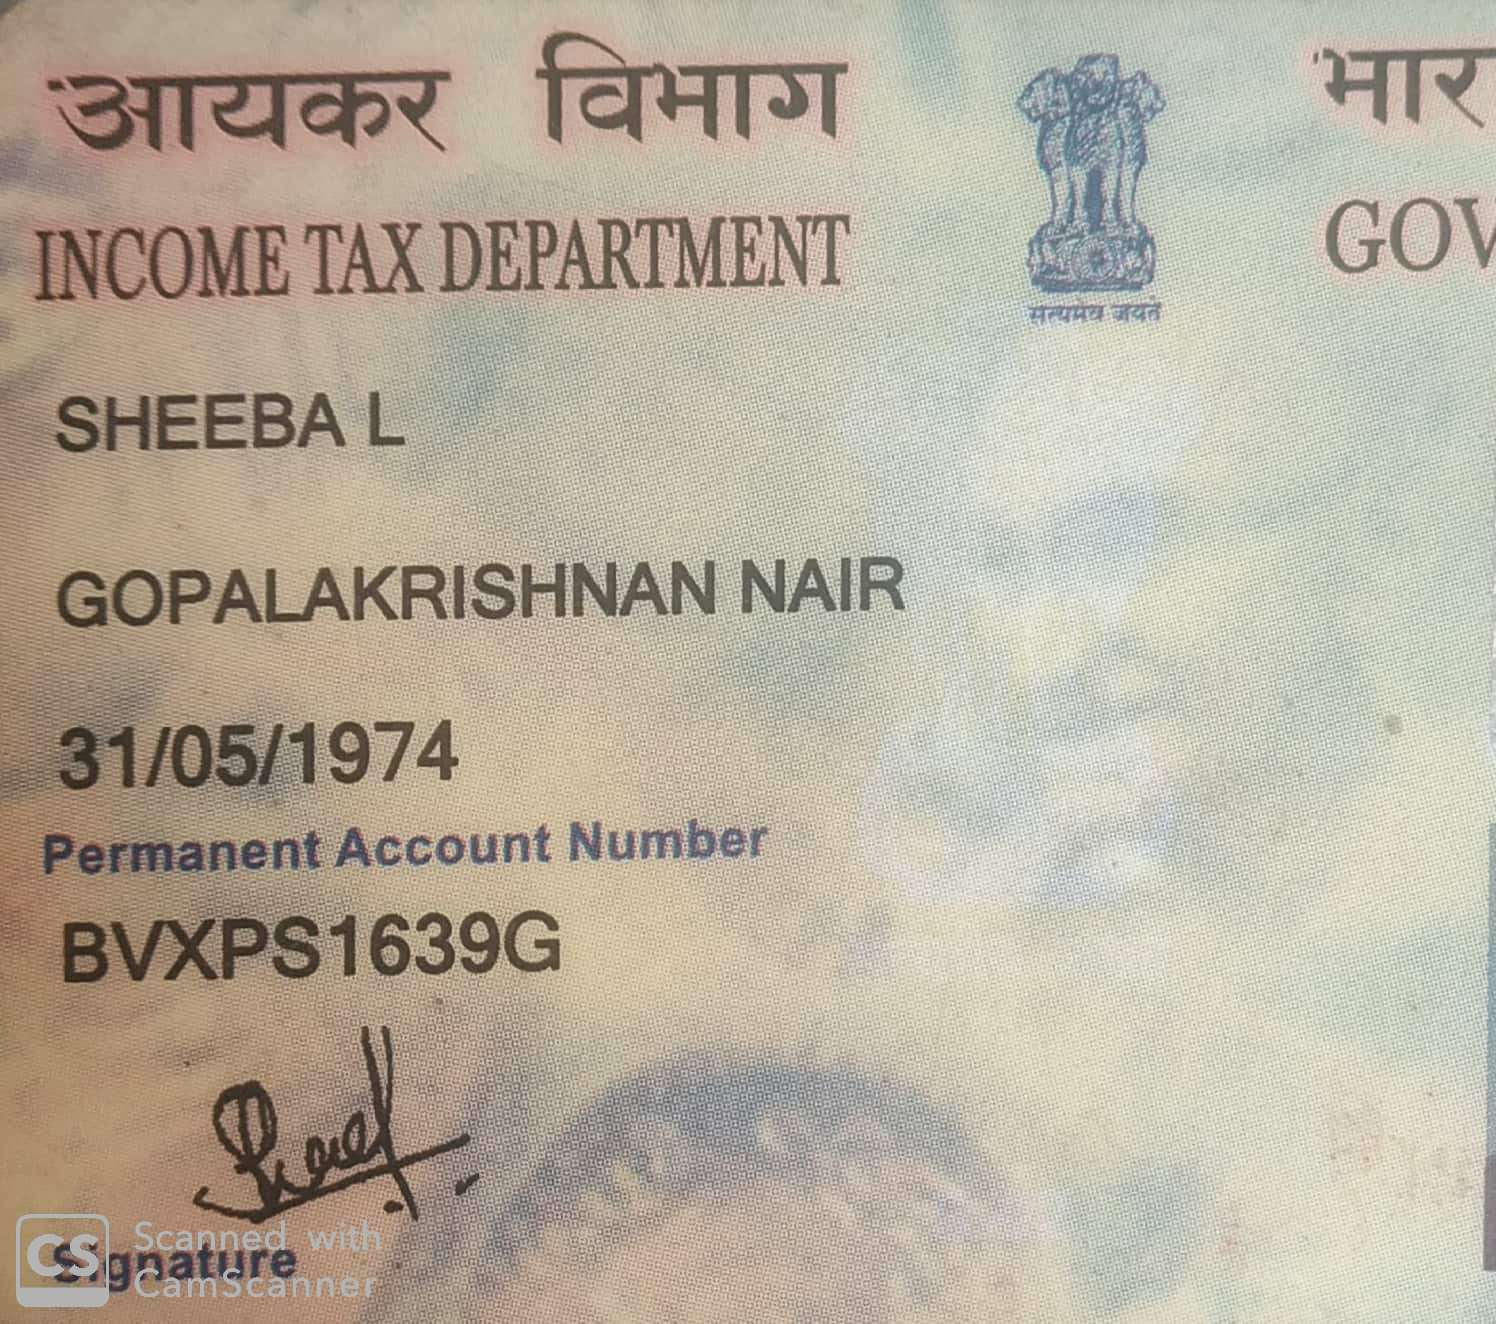 आयकर विभाग
भार
INCOME TAX DEPARTMENT
GOV
सत्यमेव जयते
SHEEBA L
GOPALAKRISHNAN NAIR
31/05/1974
Permanent Account Number
BVXPS1639G
Signature
CS Scanned with
CamScanner